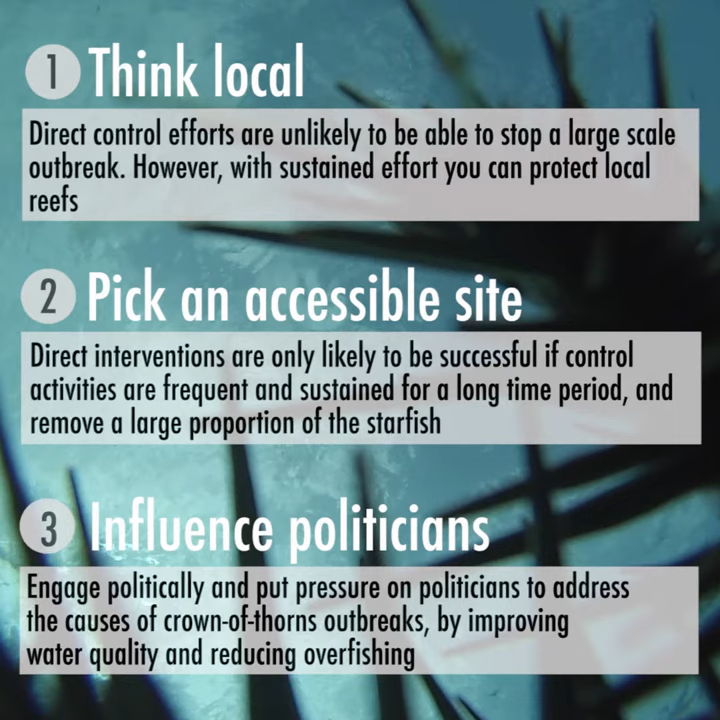 1 Think local
Direct control efforts are unlikely to be able to stop a large scale
outbreak. However, with sustained effort you can protect local
reefs
2 Pick an accessible site
Direct interventions are only likely to be successful if control
activities are frequent and sustained for a long time period, and
remove a large proportion of the starfish
3 Influence politicians
Engage politically and put pressure on politicians to address
the causes of crown-of-thorns outbreaks, by improving
water quality and reducing overfishing